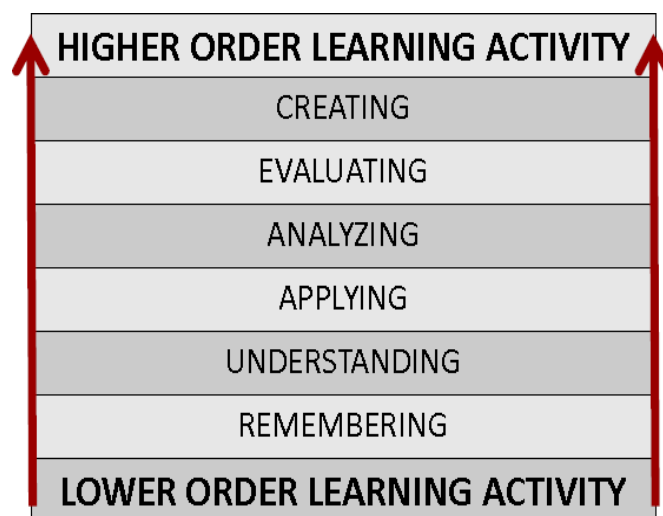 HIGHER ORDER LEARNING ACTIVITY
CREATING
EVALUATING
ANALYZING
APPLYING
UNDERSTANDING
REMEMBERING
LOWER ORDER LEARNING ACTIVITY